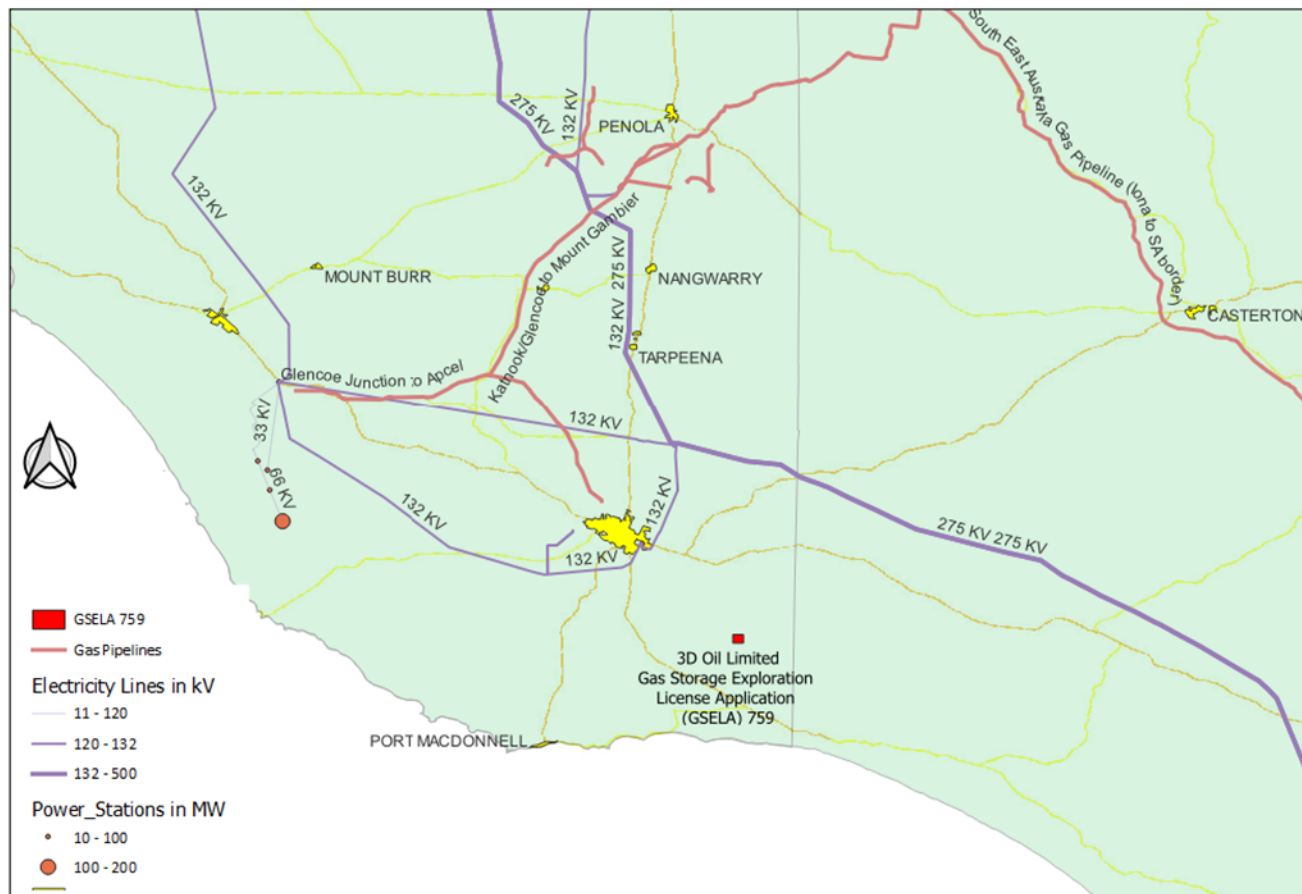 South East Australia Gas Pipeline (Iona to SA border)
275 KV
132 KV
PENOLA
132 KV
Kathook/Glencoe to Mount Gambier
275 KV
132 KV
MOUNT BURR
NANGWARRY
CASTERTON
TARPEENA
Glencoe Junction to Apcel
33 KV
66 KV
132 KV
132 KV
132 KV
132 KV
275 KV 275 KV
3D Oil Limited
Gas Storage Exploration
License Application
(GSELA) 759
PORT MACDONNELL
GSELA 759
Gas Pipelines
Electricity Lines in kV
11 - 120
120 - 132
132 - 500
Power_Stations in MW
10 - 100
100 - 200